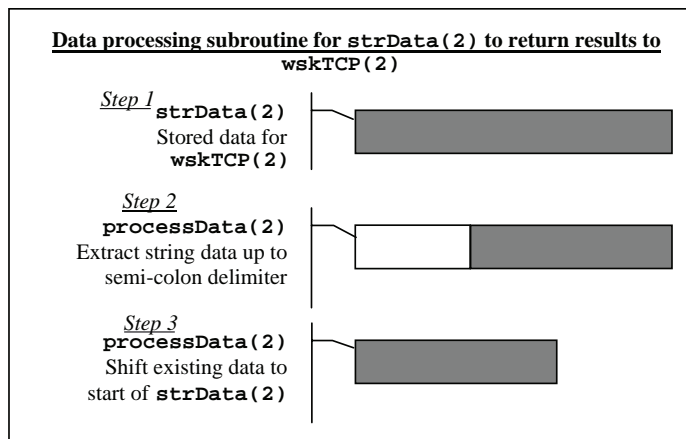 Data processing subroutine for strData(2) to return results to
wskTCP(2)
Step 1
strData(2)
Stored data for
wskTCP(2)
Step 2
processData(2)
Extract string data up to
semi-colon delimiter
Step 3
processData(2)
Shift existing data to
start of strData(2)